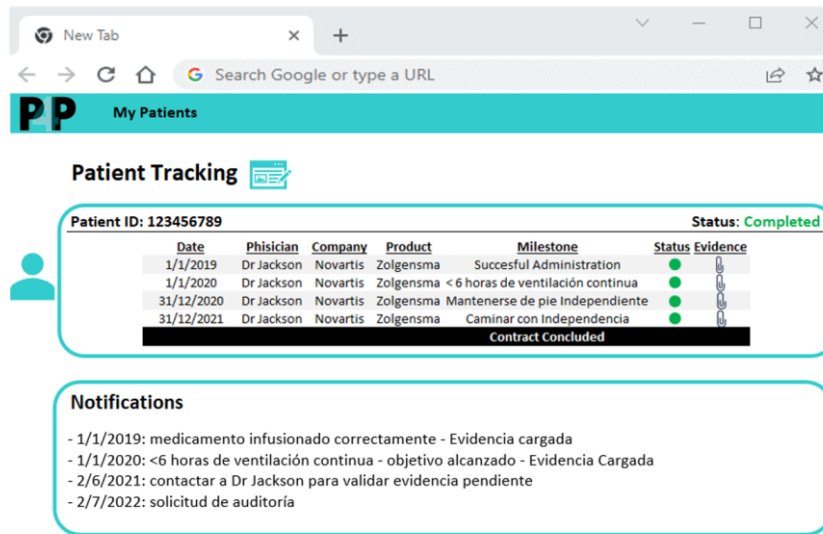 New Tab
Search Google or type a URL
P4P My Patients
Patient Tracking
Patient ID: 123456789 Status: Completed
Date Phisician Company Product Milestone Status Evidence
1/1/2019 Dr Jackson Novartis Zolgensma Succesful Administration
1/1/2020 Dr Jackson Novartis Zolgensma < 6 horas de ventilación continua
31/12/2020 Dr Jackson Novartis Zolgensma Mantenerse de pie Independiente
31/12/2021 Dr Jackson Novartis Zolgensma Caminar con Independencia
Contract Concluded
Notifications
- 1/1/2019: medicamento infusionado correctamente - Evidencia cargada
- 1/1/2020: <6 horas de ventilación continua - objetivo alcanzado - Evidencia Cargada
- 2/6/2021: contactar a Dr Jackson para validar evidencia pendiente
- 2/7/2022: solicitud de auditoría